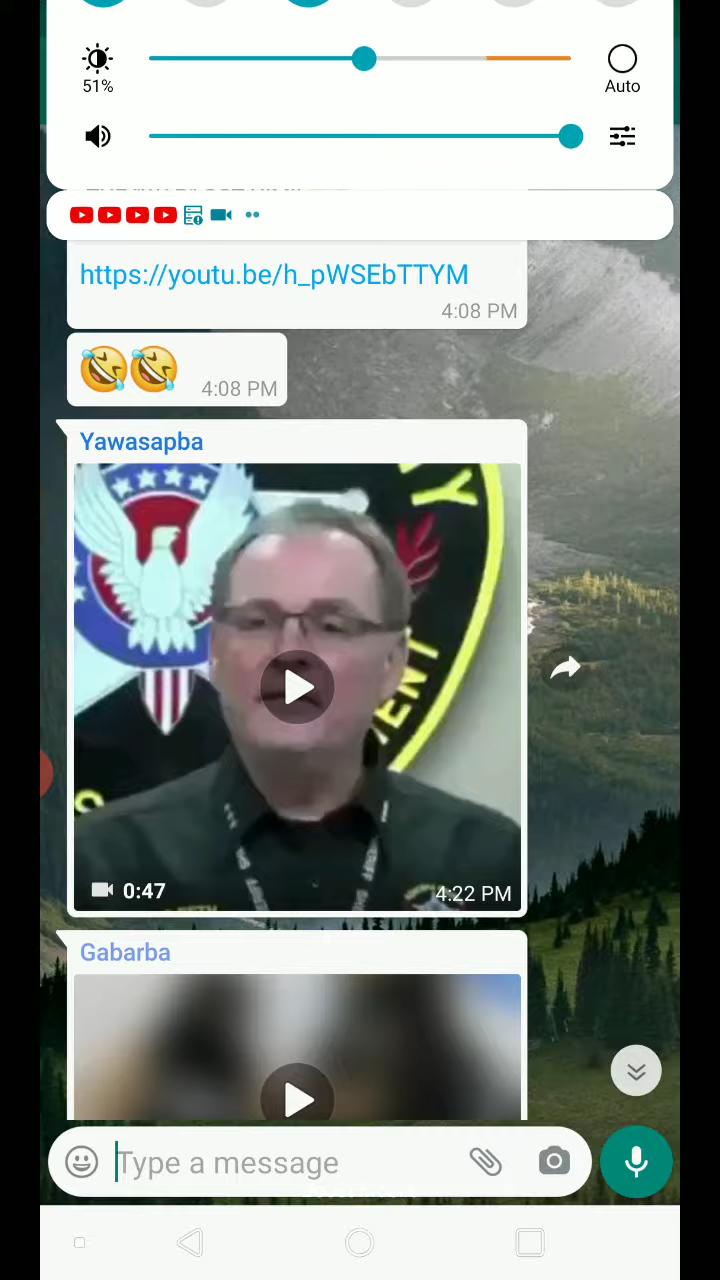 51%
Auto
https://youtu.be/h_pWSEbTTYM
4:08 PM
🤣🤣 4:08 PM
Yawasapba
0:47
4:22 PM
Gabarba
Type a message